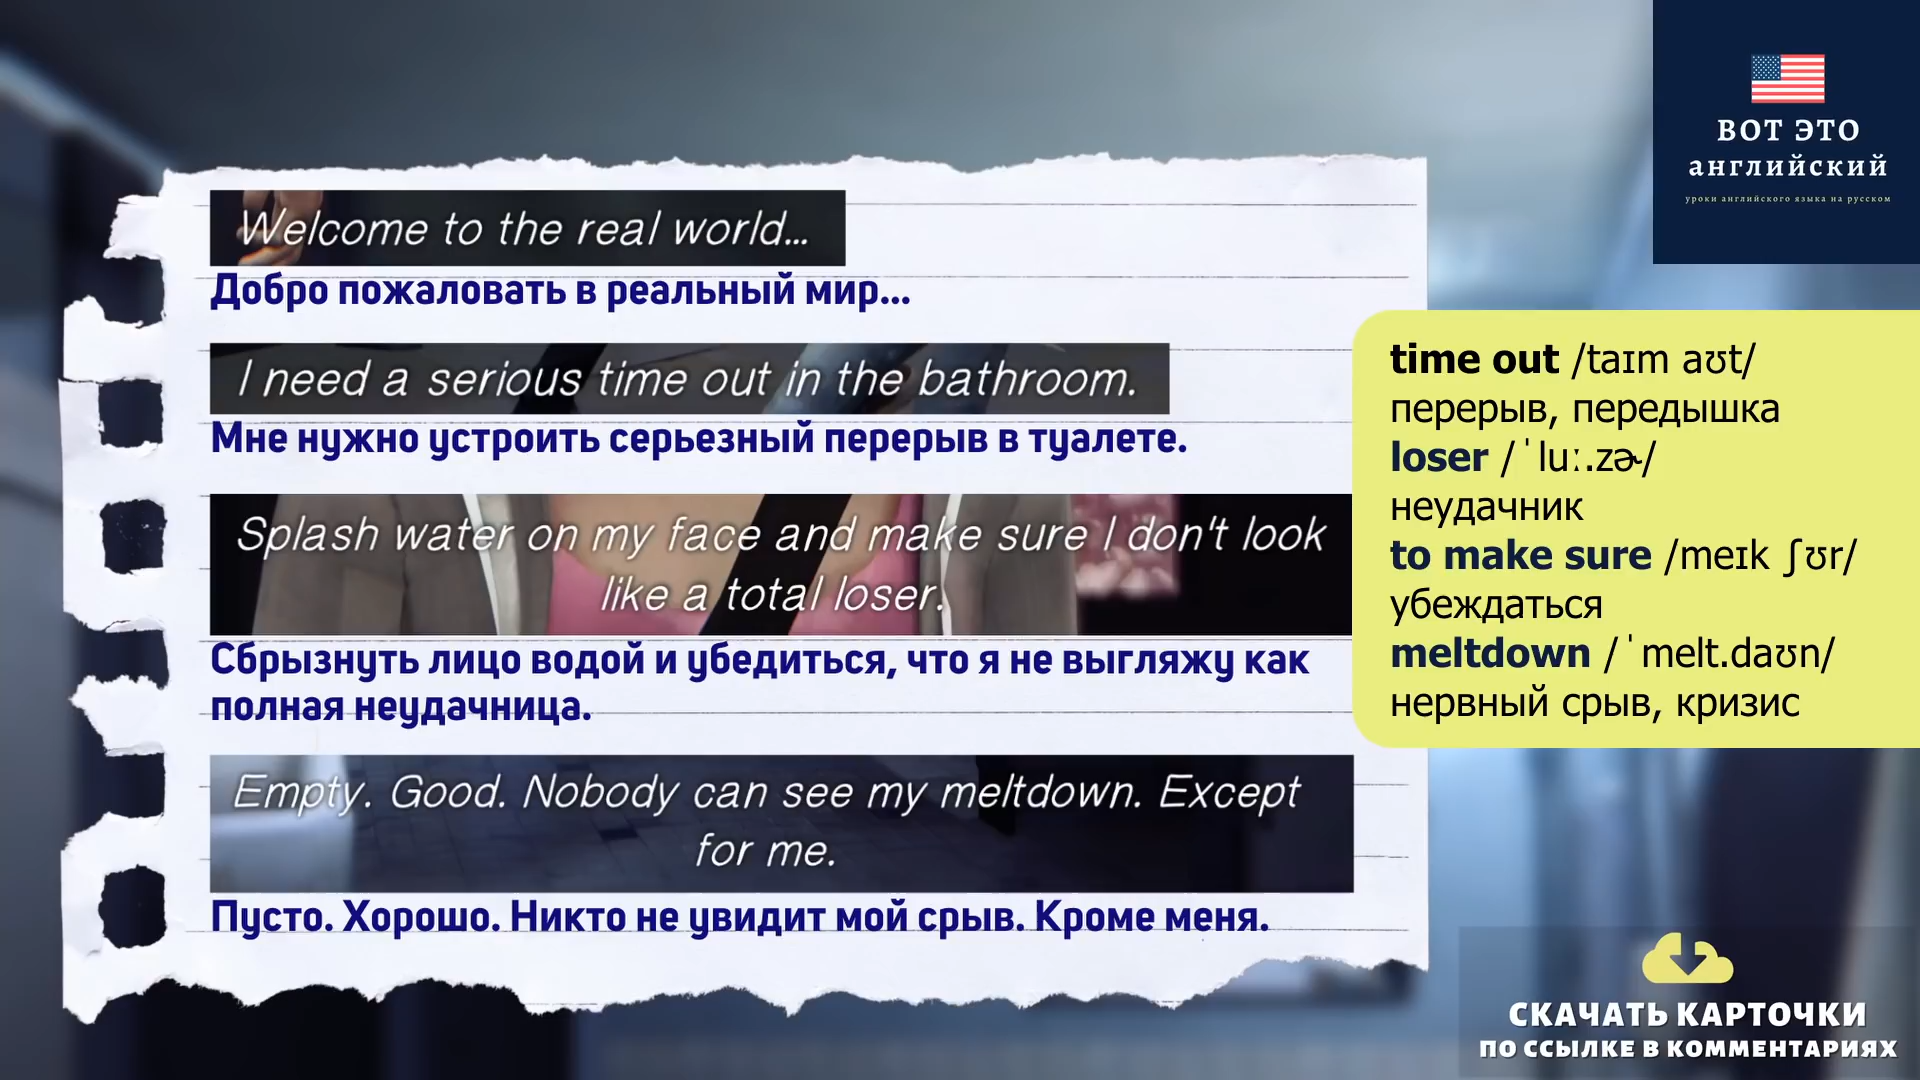 Welcome to the real world...
Добро пожаловать в реальный мир...
I need a serious time out in the bathroom.
Мне нужно устроить серьезный перерыв в туалете.
Splash water on my face and make sure I don't look
like a total loser.
Сбрызнуть лицо водой и убедиться, что я не выгляжу как
полная неудачница.
Empty. Good. Nobody can see my meltdown. Except
for me.
Пусто. Хорошо. Никто не увидит мой срыв. Кроме меня.
ВОТ ЭТО
английский
уроки английского языка на русском
time out /taɪm aʊt/
перерыв, передышка
loser /ˈluː.zɚ/
неудачник
to make sure /meɪk ʃʊr/
убеждаться
meltdown /ˈmelt.daʊn/
нервный срыв, кризис
СКАЧАТЬ КАРТОЧКИ
ПО ССЫЛКЕ В КОММЕНТАРИЯХ